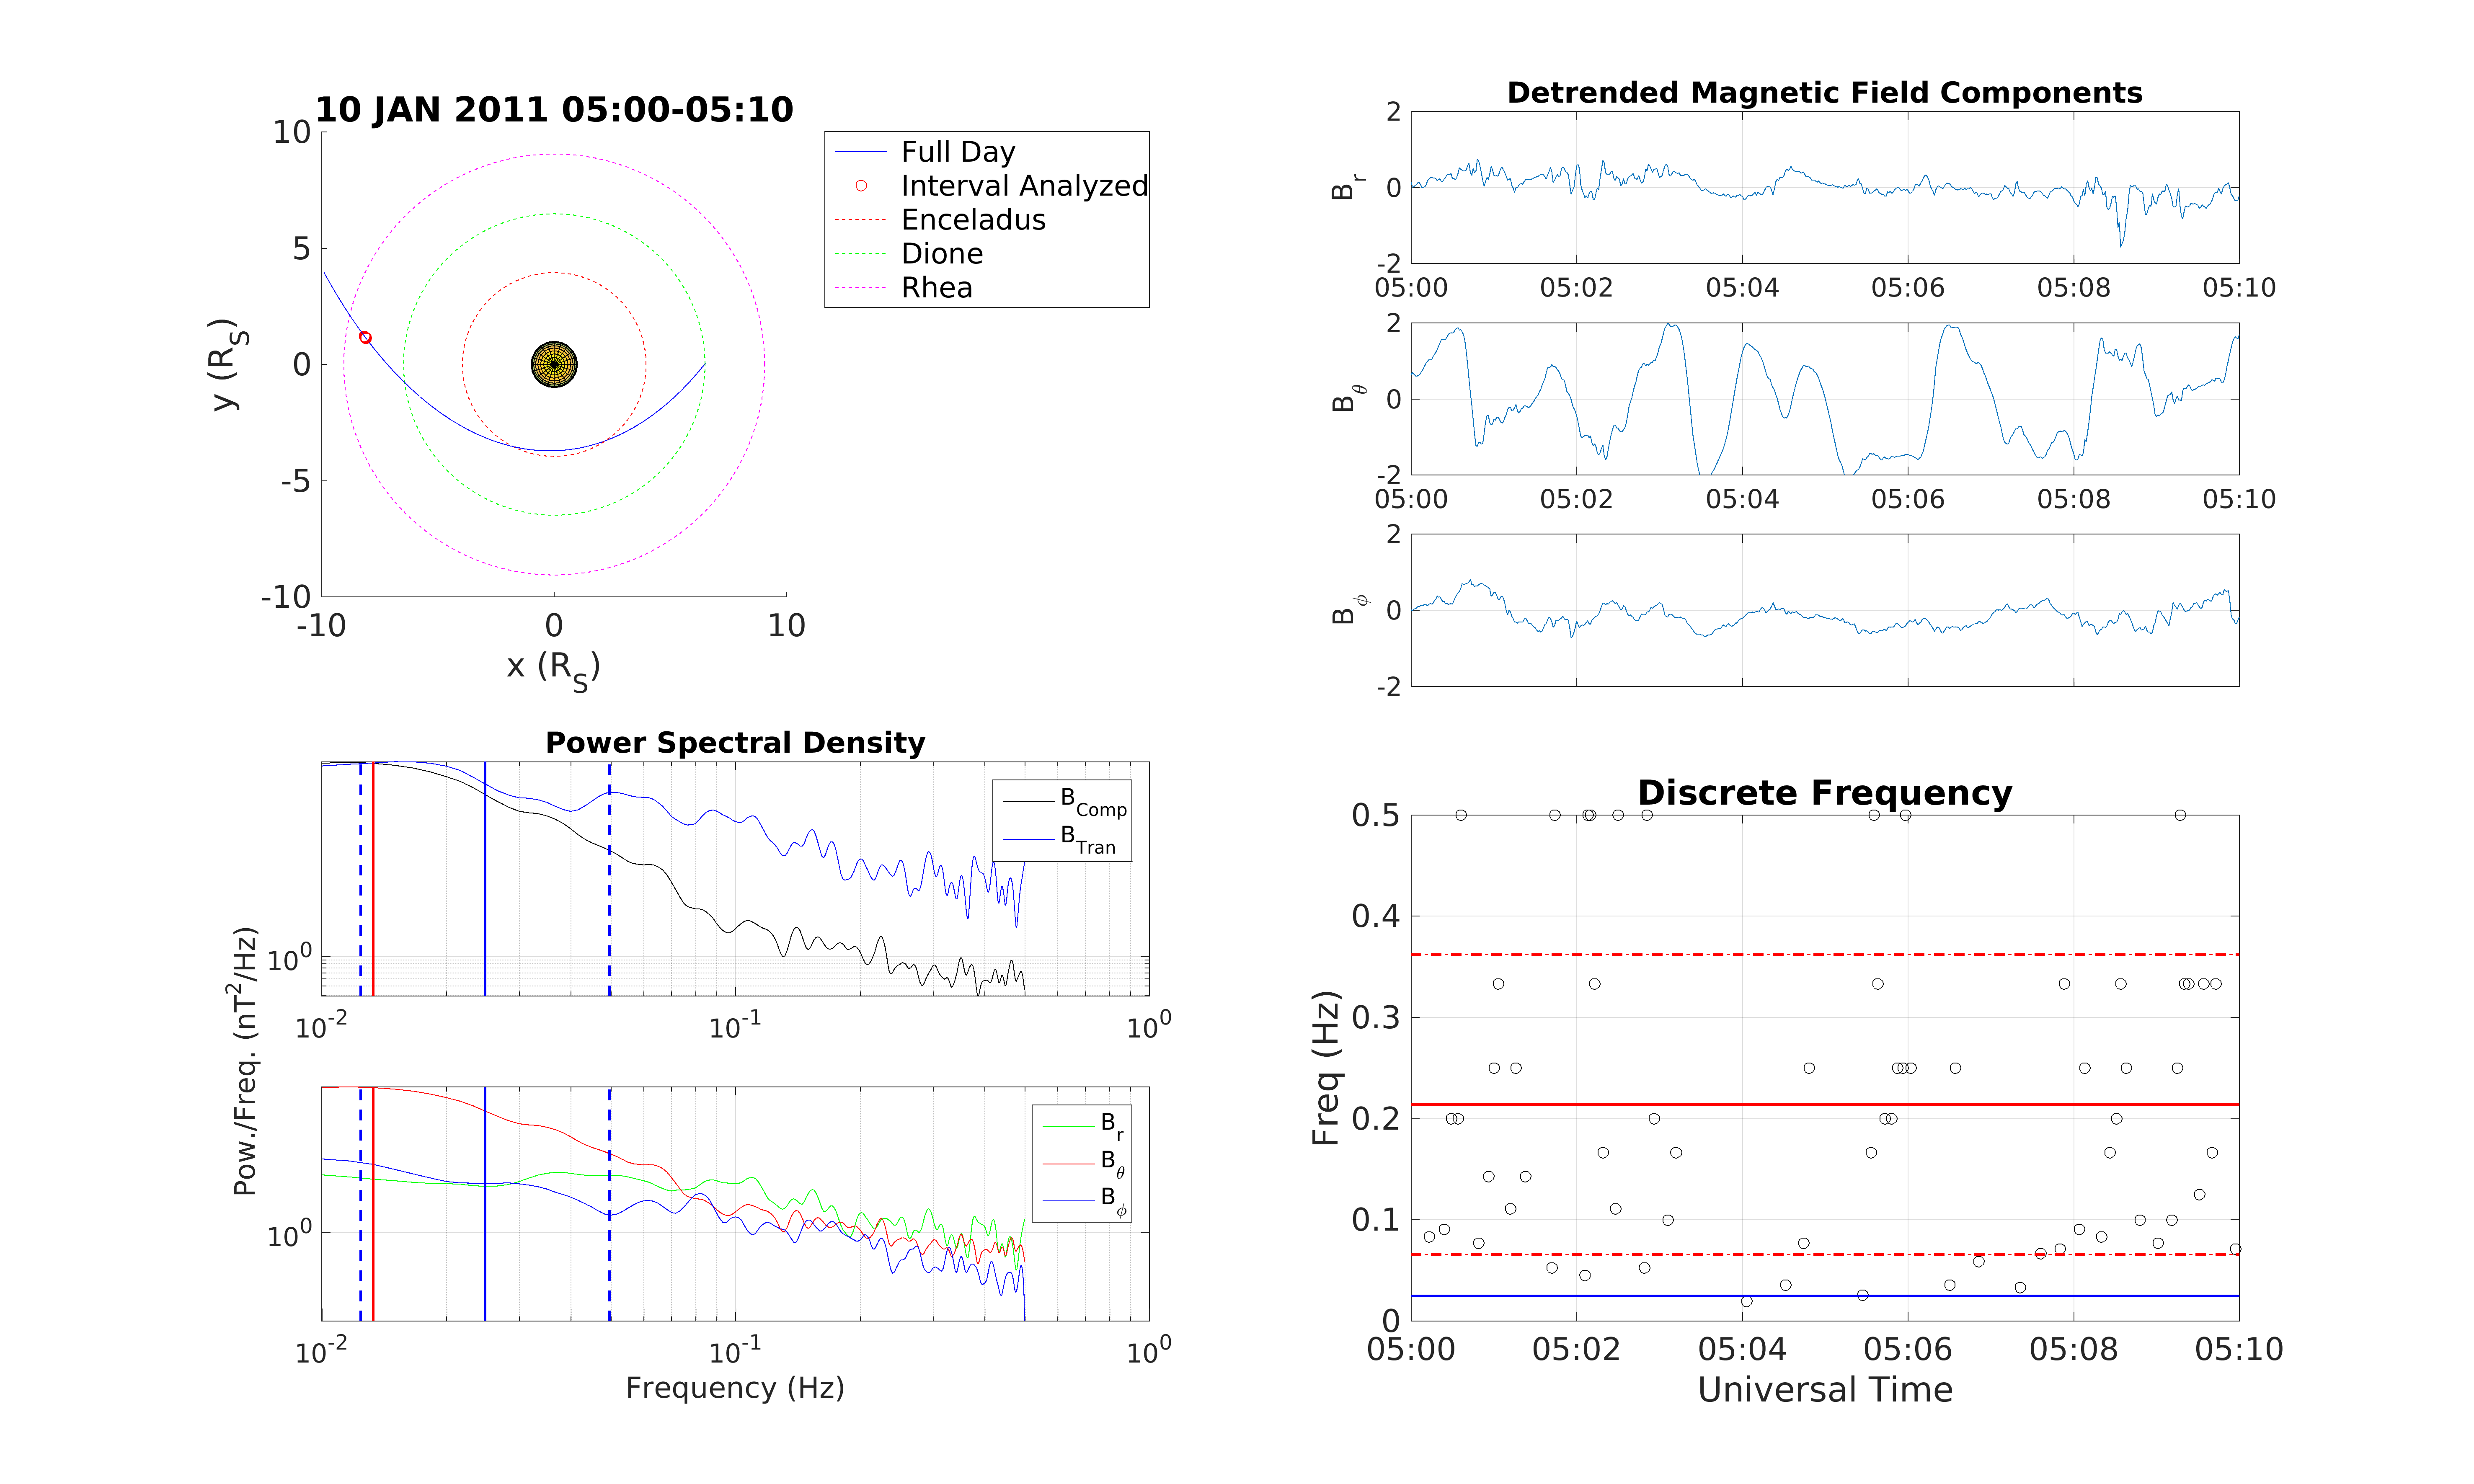 10 JAN 2011 05:00-05:10
10
5
0
-5
-10
y (R_S)
-10 0 10
x (R_S)
Full Day
Interval Analyzed
Enceladus
Dione
Rhea
Detrended Magnetic Field Components
2
0
-2
B_r
05:00 05:02 05:04 05:06 05:08 05:10
2
0
-2
B_θ
05:00 05:02 05:04 05:06 05:08 05:10
2
0
-2
B_ϕ
Power Spectral Density
10^0
B_Comp
B_Tran
10^-2 10^-1 10^0
Pow./Freq. (nT^2/Hz)
10^0
B_r
B_θ
B_ϕ
10^-2 10^-1 10^0
Frequency (Hz)
Discrete Frequency
0.5
0.4
0.3
0.2
0.1
0
Freq (Hz)
05:00 05:02 05:04 05:06 05:08 05:10
Universal Time